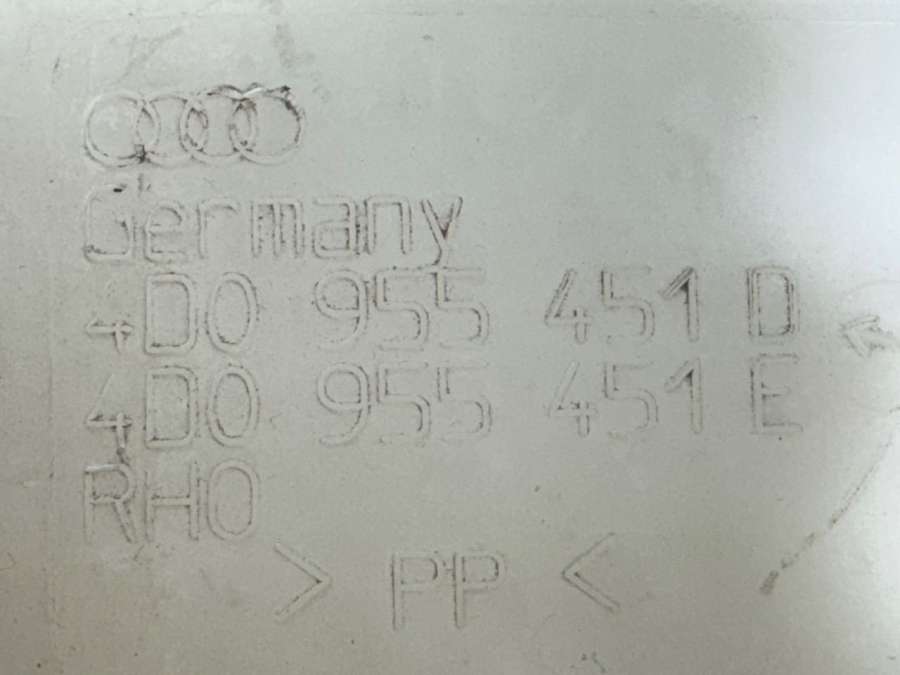 Germany
4D0 955 451 D
4D0 955 451 E
RHO
> PP <